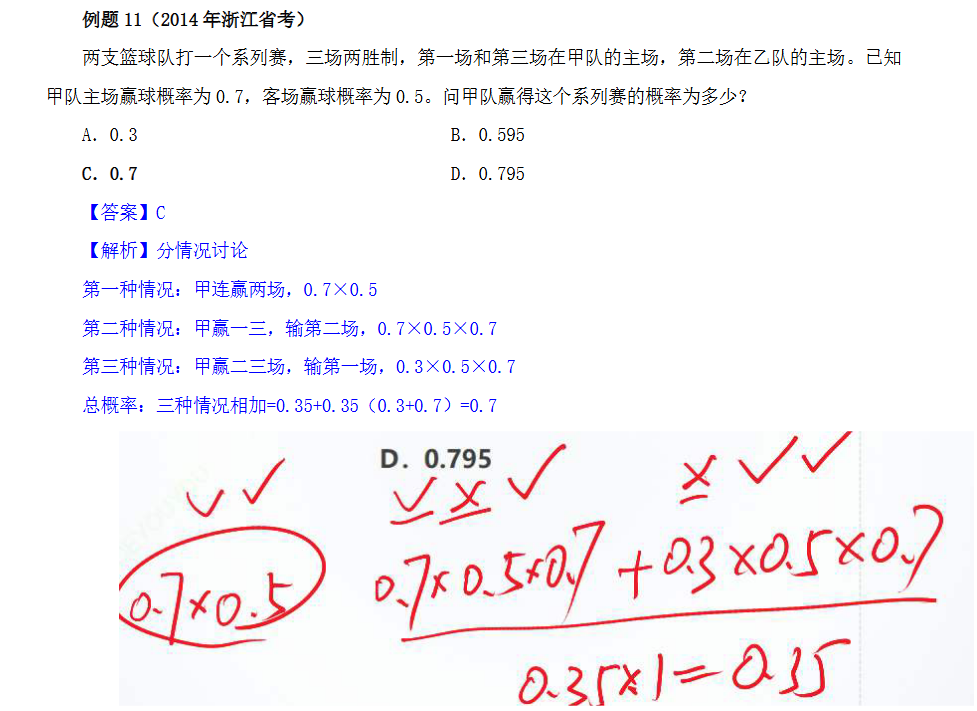 例题 11（2014 年浙江省考）
两支篮球队打一个系列赛，三场两胜制，第一场和第三场在甲队的主场，第二场在乙队的主场。已知
甲队主场赢球概率为 0.7，客场赢球概率为 0.5。问甲队赢得这个系列赛的概率为多少？
A．0.3 B．0.595
C．0.7 D．0.795
【答案】C
【解析】分情况讨论
第一种情况：甲连赢两场，0.7×0.5
第二种情况：甲赢一三，输第二场，0.7×0.5×0.7
第三种情况：甲赢二三场，输第一场，0.3×0.5×0.7
总概率：三种情况相加=0.35+0.35（0.3+0.7）=0.7
D．0.795
✓ ✓ ✓ × ✓ × ✓ ✓
0.7×0.5 0.7×0.5×0.7 +0.3×0.5×0.7
0.35×1=0.35